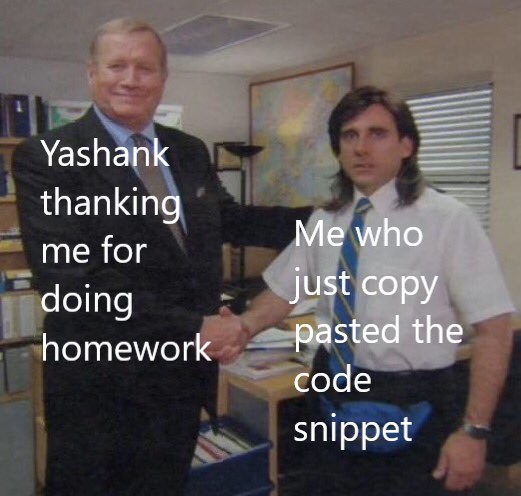 Yashank
thanking
me for
doing
homework
Me who
just copy
pasted the
code
snippet